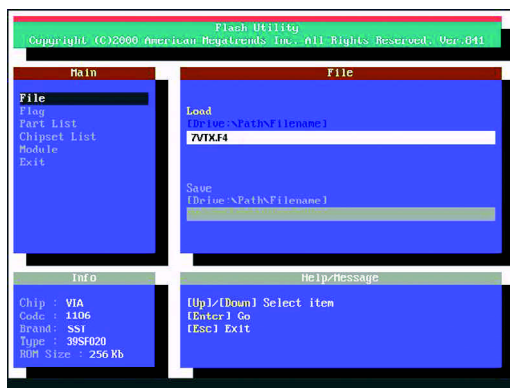 Flash Utility
Copyright (C)2000 American Megatrends Inc. All Rights Reserved. Ver.841
Main
File
Flag
Part List
Chipset List
Module
Exit
File
Load
[Drive:\Path\Filename]
7VTX.F4
Save
[Drive:\Path\Filename]
Info
Chip : VIA
Code : 1106
Brand: SST
Type : 39SF020
ROM Size : 256 Kb
Help/Message
[Up]/[Down] Select item
[Enter] Go
[Esc] Exit